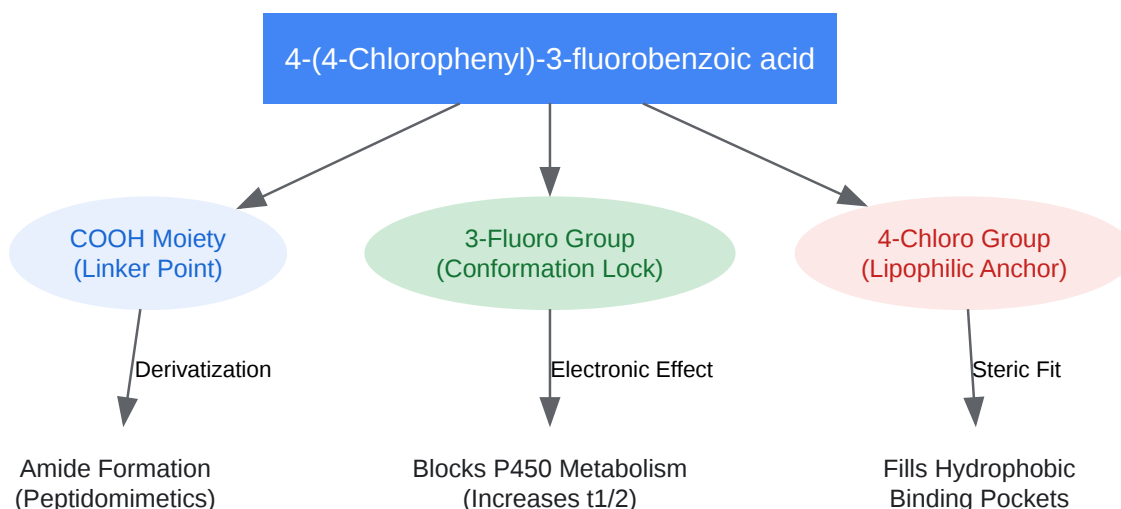 4-(4-Chlorophenyl)-3-fluorobenzoic acid
COOH Moiety
(Linker Point)
3-Fluoro Group
(Conformation Lock)
4-Chloro Group
(Lipophilic Anchor)
Derivatization
Electronic Effect
Steric Fit
Amide Formation
(Peptidomimetics)
Blocks P450 Metabolism
(Increases t1/2)
Fills Hydrophobic
Binding Pockets